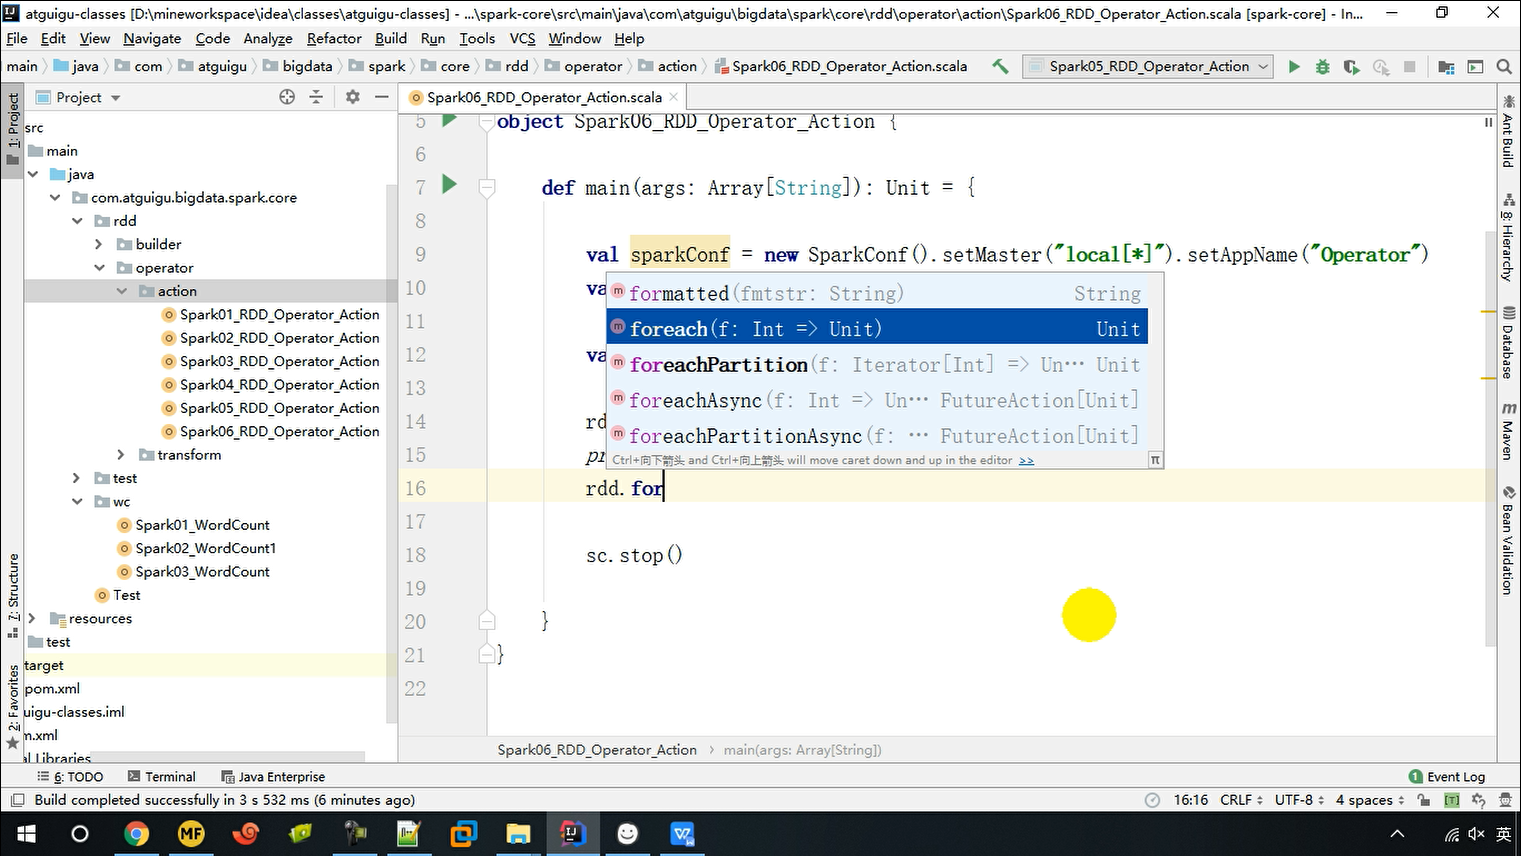 atguigu-classes [D:\mineworkspace\idea\classes\atguigu-classes] - ...\spark-core\src\main\java\com\atguigu\bigdata\spark\core\rdd\operator\action\Spark06_RDD_Operator_Action.scala [spark-core] - In...
File Edit View Navigate Code Analyze Refactor Build Run Tools VCS Window Help
main java com atguigu bigdata spark core rdd operator action Spark06_RDD_Operator_Action.scala Spark05_RDD_Operator_Action
1: Project
7: Structure
2: Favorites
Project
src
main
java
com.atguigu.bigdata.spark.core
rdd
builder
operator
action
Spark01_RDD_Operator_Action
Spark02_RDD_Operator_Action
Spark03_RDD_Operator_Action
Spark04_RDD_Operator_Action
Spark05_RDD_Operator_Action
Spark06_RDD_Operator_Action
transform
test
wc
Spark01_WordCount
Spark02_WordCount1
Spark03_WordCount
Test
resources
test
target
pom.xml
uigu-classes.iml
m.xml
al Libraries
Spark06_RDD_Operator_Action.scala
5 object Spark06_RDD_Operator_Action {
6
7 def main(args: Array[String]): Unit = {
8
9 val sparkConf = new SparkConf().setMaster("local[*]").setAppName("Operator")
10 va
11
12 va
13
14 rd
15 pr
16 rdd.for
17
18 sc.stop()
19
20 }
21 }
22
formatted(fmtstr: String) String
foreach(f: Int => Unit) Unit
foreachPartition(f: Iterator[Int] => Un… Unit
foreachAsync(f: Int => Un… FutureAction[Unit]
foreachPartitionAsync(f: … FutureAction[Unit]
Ctrl+向下箭头 and Ctrl+向上箭头 will move caret down and up in the editor >> π
Spark06_RDD_Operator_Action main(args: Array[String])
Ant Build
8: Hierarchy
Database
m Maven
Bean Validation
6: TODO Terminal Java Enterprise 1 Event Log
Build completed successfully in 3 s 532 ms (6 minutes ago) 16:16 CRLF UTF-8 4 spaces [T]
MF 英